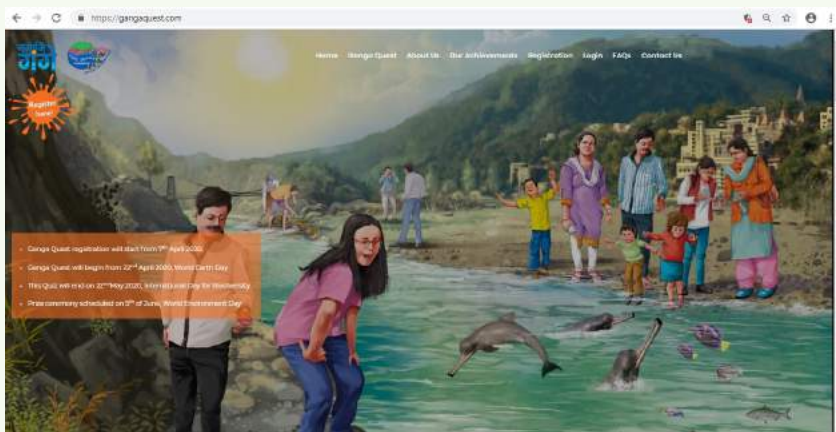 https://gangaquest.com
नमामि गंगे
Home Ganga Quest About Us Our Achievements Registration Login FAQs Contact Us
Register here!
Ganga Quest registration will start from 7th April 2020.
Ganga Quest will begin from 22nd April 2020, World Earth Day
This Quiz will end on 22nd May 2020, International Day for Biodiversity
Prize ceremony scheduled on 5th of June, World Environment Day